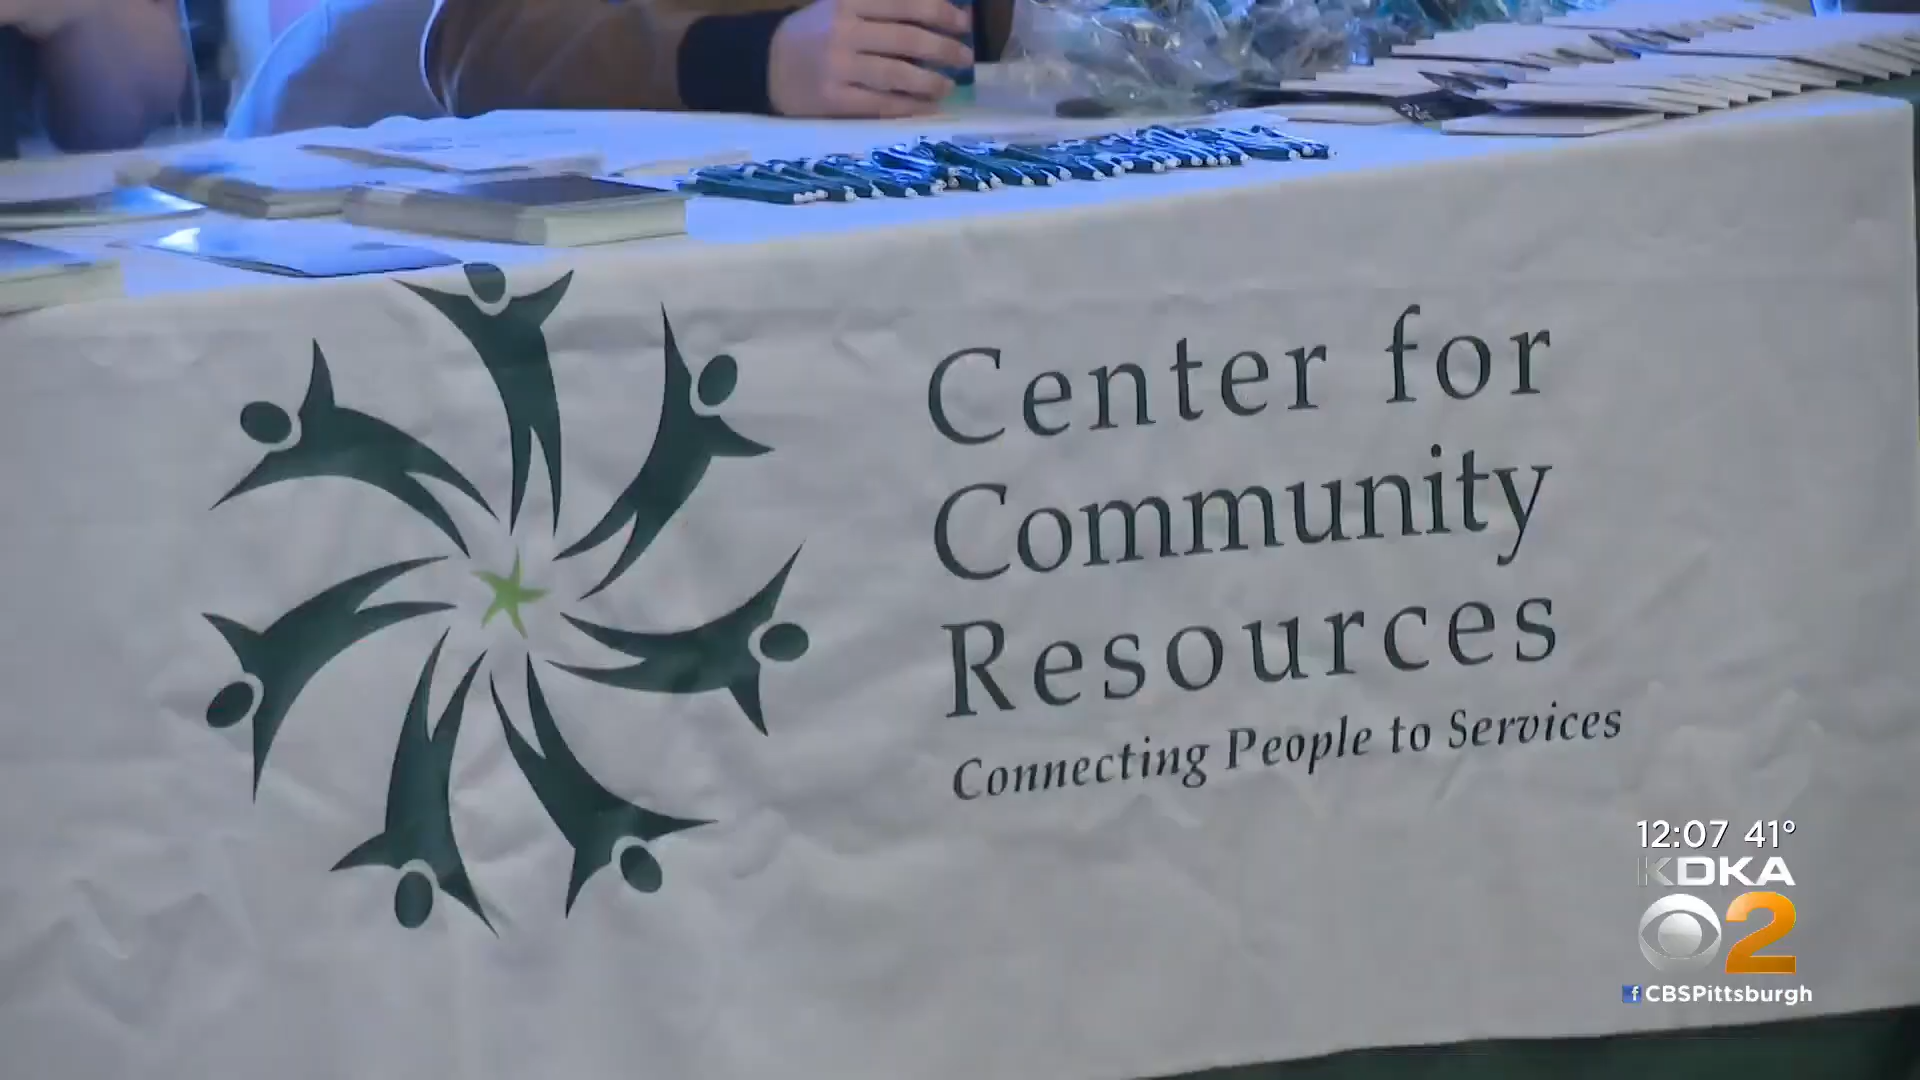 Center for
Community
Resources
Connecting People to Services
12:07 41°
KDKA
2
f CBSPittsburgh